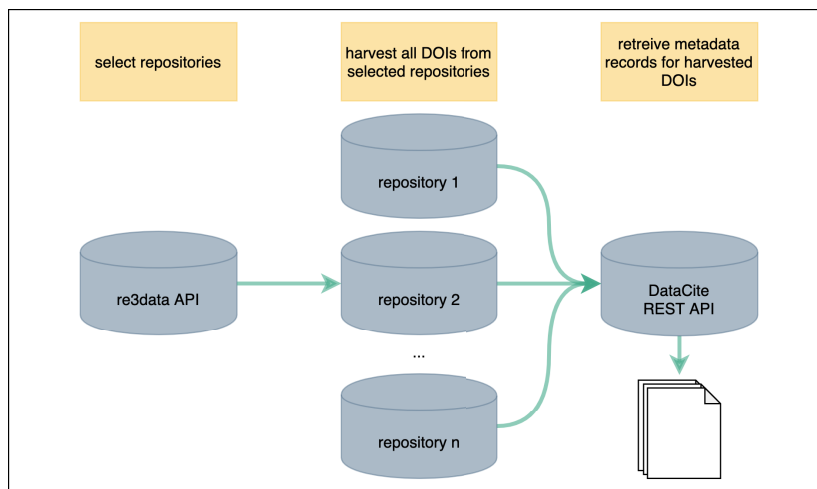 select repositories
harvest all DOIs from
selected repositories
retreive metadata
records for harvested
DOIs
repository 1
re3data API
repository 2
DataCite
REST API
...
repository n